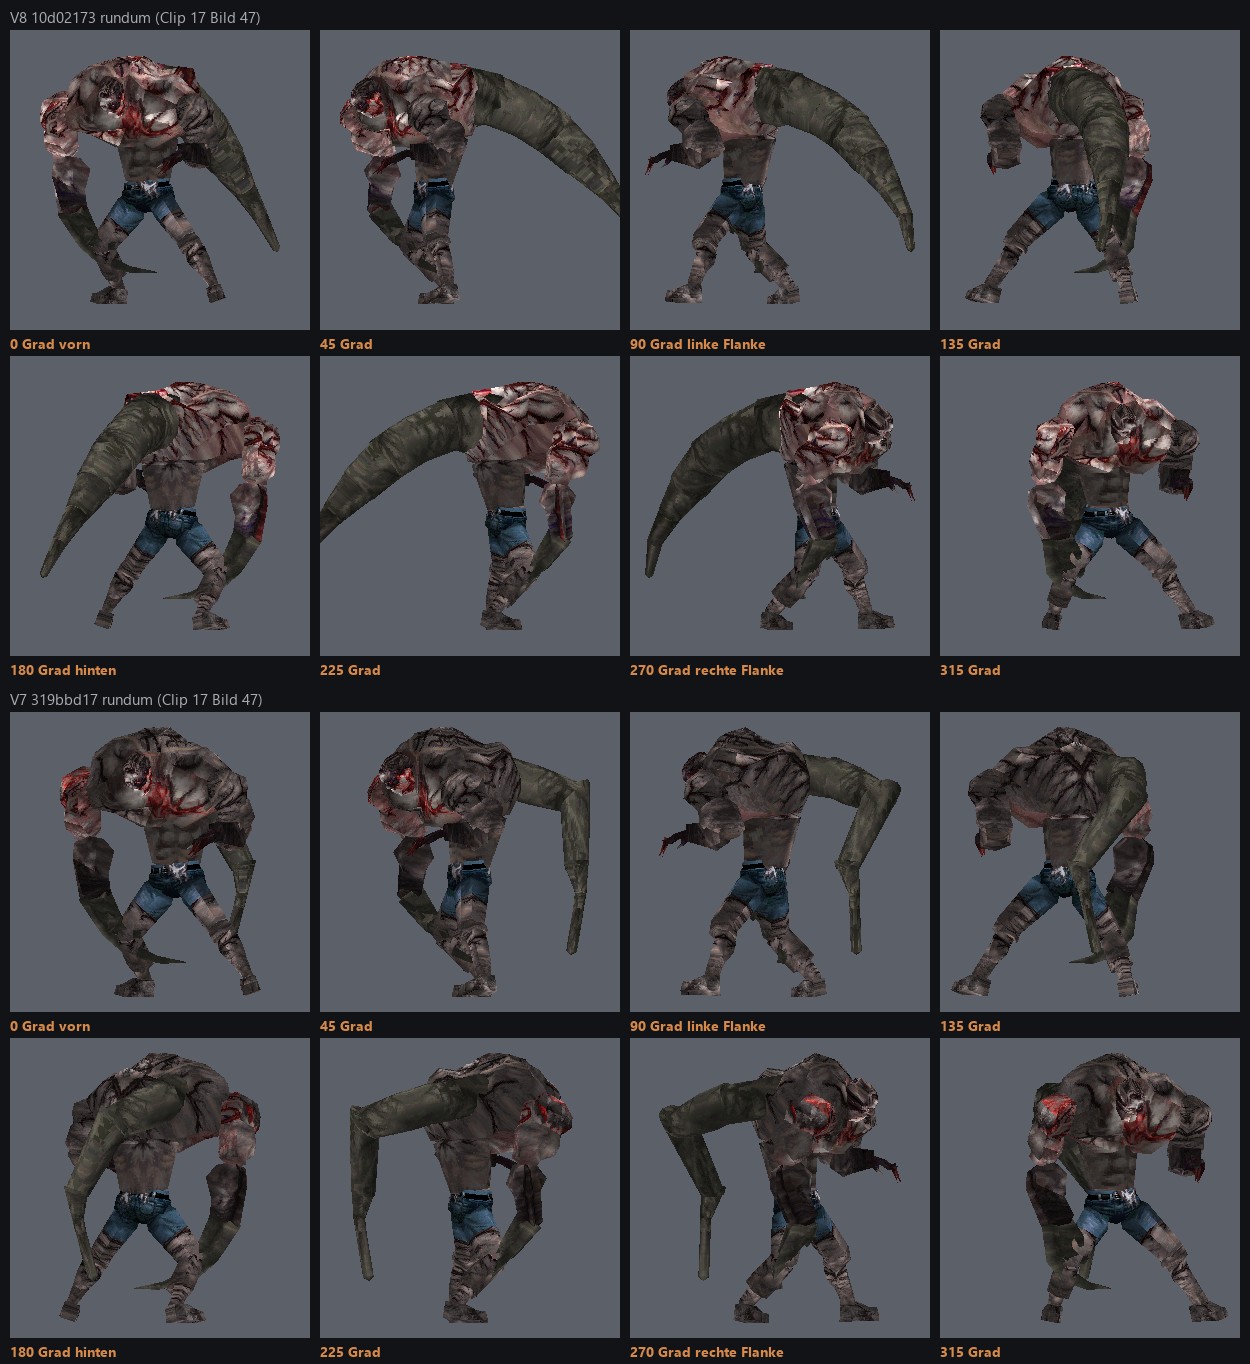 V8 10d02173 rundum (Clip 17 Bild 47)
0 Grad vorn
45 Grad
90 Grad linke Flanke
135 Grad
180 Grad hinten
225 Grad
270 Grad rechte Flanke
315 Grad
V7 319bbd17 rundum (Clip 17 Bild 47)
0 Grad vorn
45 Grad
90 Grad linke Flanke
135 Grad
180 Grad hinten
225 Grad
270 Grad rechte Flanke
315 Grad